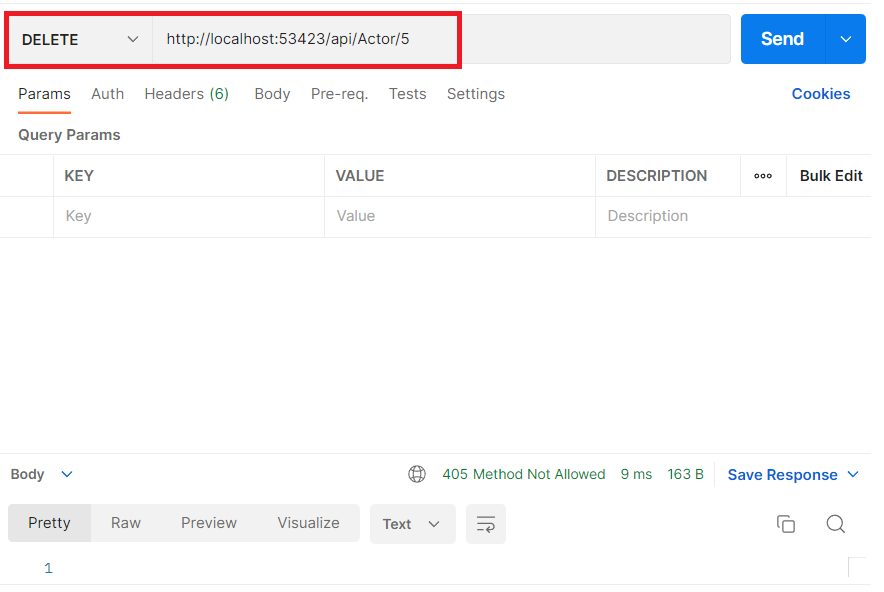 DELETE http://localhost:53423/api/Actor/5 Send
Params Auth Headers (6) Body Pre-req. Tests Settings Cookies
Query Params
KEY VALUE DESCRIPTION ooo Bulk Edit
Key Value Description
Body 405 Method Not Allowed 9 ms 163 B Save Response
Pretty Raw Preview Visualize Text
1